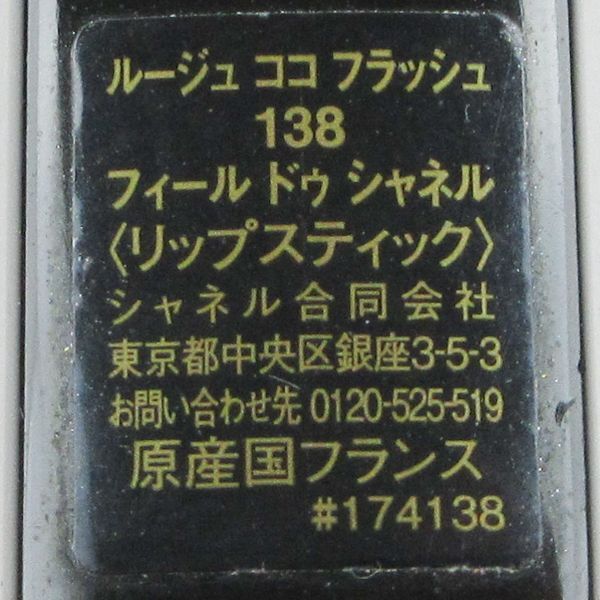 ルージュ ココ フラッシュ
138
フィール ドゥ シャネル
〈リップスティック〉
シャネル合同会社
東京都中央区銀座3-5-3
お問い合わせ先 0120-525-519
原産国フランス
#174138